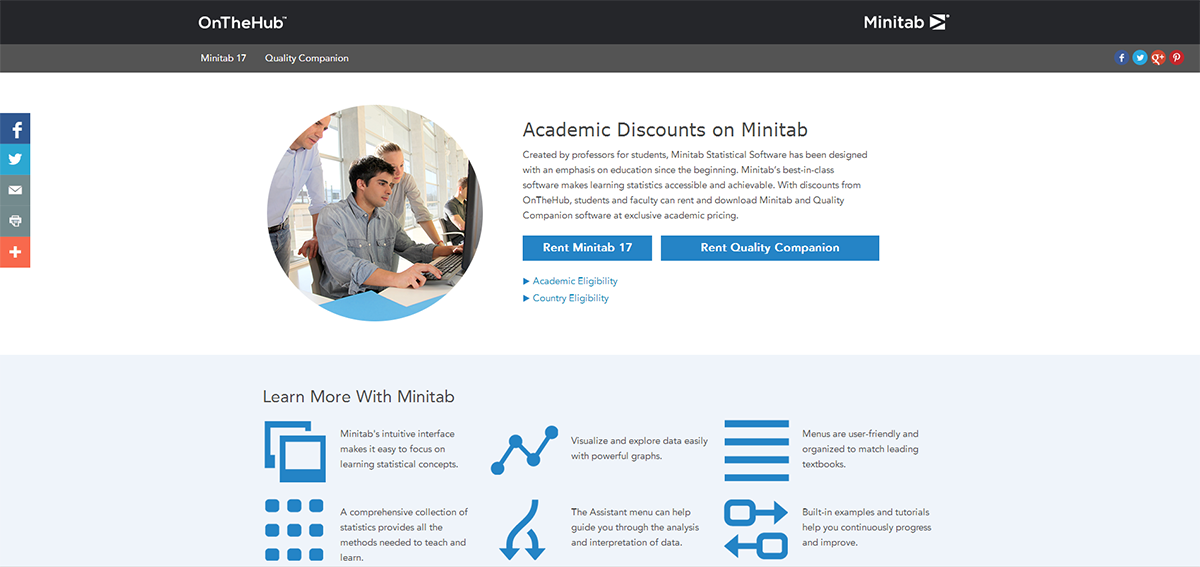 OnTheHub™
Minitab
Minitab 17
Quality Companion
Academic Discounts on Minitab
Created by professors for students, Minitab Statistical Software has been designed
with an emphasis on education since the beginning. Minitab's best-in-class
software makes learning statistics accessible and achievable. With discounts from
OnTheHub, students and faculty can rent and download Minitab and Quality
Companion software at exclusive academic pricing.
Rent Minitab 17
Rent Quality Companion
Academic Eligibility
Country Eligibility
Learn More With Minitab
Minitab's intuitive interface
makes it easy to focus on
learning statistical concepts.
Visualize and explore data easily
with powerful graphs.
Menus are user-friendly and
organized to match leading
textbooks.
A comprehensive collection of
statistics provides all the
methods needed to teach and
learn.
The Assistant menu can help
guide you through the analysis
and interpretation of data.
Built-in examples and tutorials
help you continuously progress
and improve.